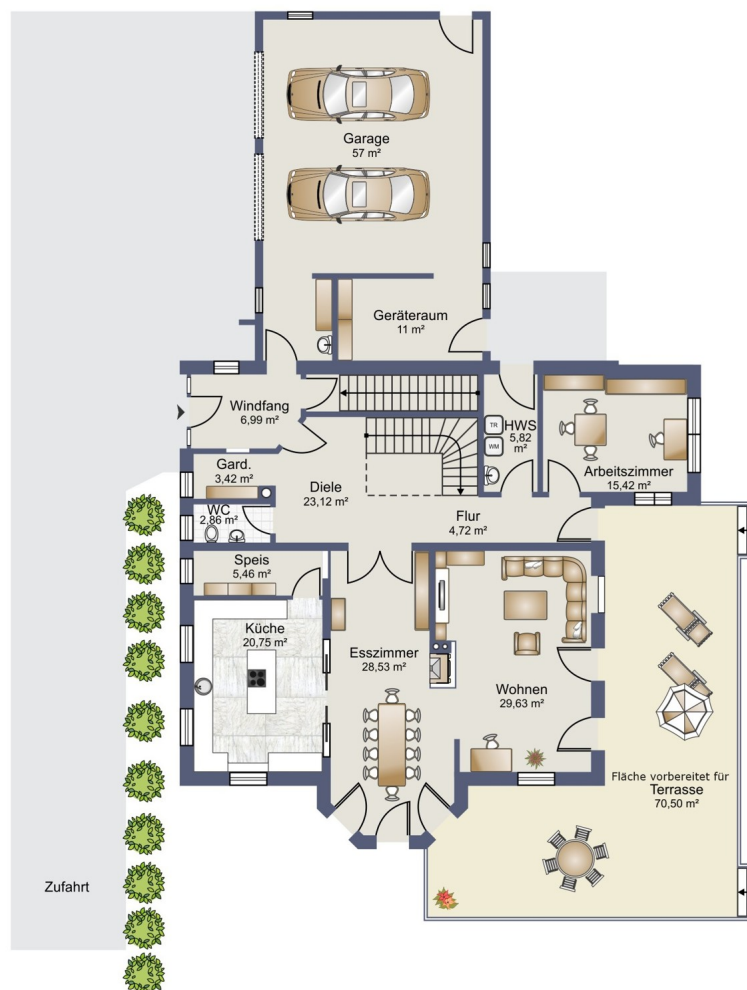 Garage
57 m²
Geräteraum
11 m²
Windfang
6,99 m²
TR
WM
HWS
5,82
m²
Gard.
3,42 m²
Diele
23,12 m²
Arbeitszimmer
15,42 m²
WC
2,86 m²
Flur
4,72 m²
Speis
5,46 m²
Küche
20,75 m²
Esszimmer
28,53 m²
Wohnen
29,63 m²
Fläche vorbereitet für
Terrasse
70,50 m²
Zufahrt